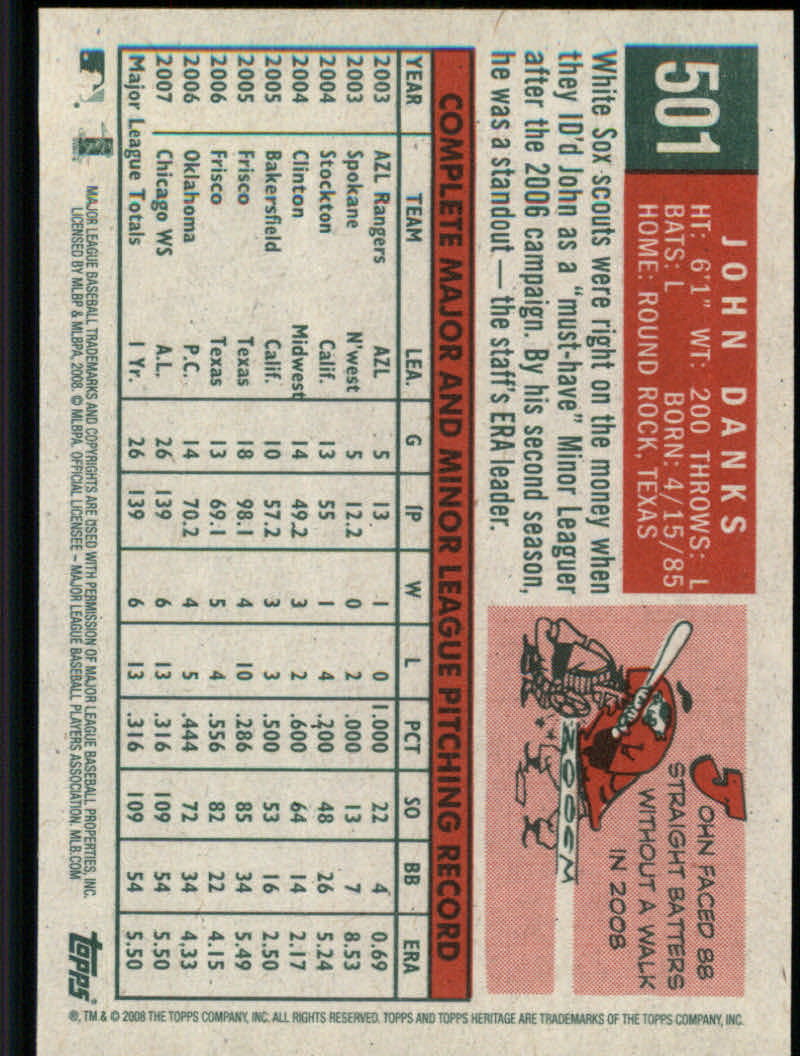 501
JOHN DANKS
HT: 6'1" WT: 200 THROWS: L
BATS: L BORN: 4/15/85
HOME: ROUND ROCK, TEXAS
White Sox scouts were right on the money when
they ID'd John as a "must-have" Minor Leaguer
after the 2006 campaign. By his second season,
he was a standout — the staff's ERA leader.
JOHN FACED 88
STRAIGHT BATTERS
WITHOUT A WALK
IN 2008
ZOOOM
COMPLETE MAJOR AND MINOR LEAGUE PITCHING RECORD
YEAR TEAM LEA. G IP W L PCT SO BB ERA
2003 AZL Rangers AZL 5 13 1 0 1.000 22 4 0.69
2003 Spokane N'west 5 12.2 0 2 .000 13 7 8.53
2004 Stockton Calif. 13 55 1 4 .200 48 26 5.24
2004 Clinton Midwest 14 49.2 3 2 .600 64 14 2.17
2005 Bakersfield Calif. 10 57.2 3 3 .500 53 16 2.50
2005 Frisco Texas 18 98.1 4 10 .286 85 34 5.49
2006 Frisco Texas 13 69.1 5 4 .556 82 22 4.15
2006 Oklahoma P.C. 14 70.2 4 5 .444 72 34 4.33
2007 Chicago WS A.L. 26 139 6 13 .316 109 54 5.50
Major League Totals 1 Yr. 26 139 6 13 .316 109 54 5.50
MAJOR LEAGUE BASEBALL TRADEMARKS AND COPYRIGHTS ARE USED WITH PERMISSION OF MAJOR LEAGUE BASEBALL PROPERTIES, INC.
LICENSED BY MLBP & MLBPA, 2008. © MLBPA. OFFICIAL LICENSEE – MAJOR LEAGUE BASEBALL PLAYERS ASSOCIATION. MLB.COM
topps®
®, TM & © 2008 THE TOPPS COMPANY, INC. ALL RIGHTS RESERVED. TOPPS AND TOPPS HERITAGE ARE TRADEMARKS OF THE TOPPS COMPANY, INC.